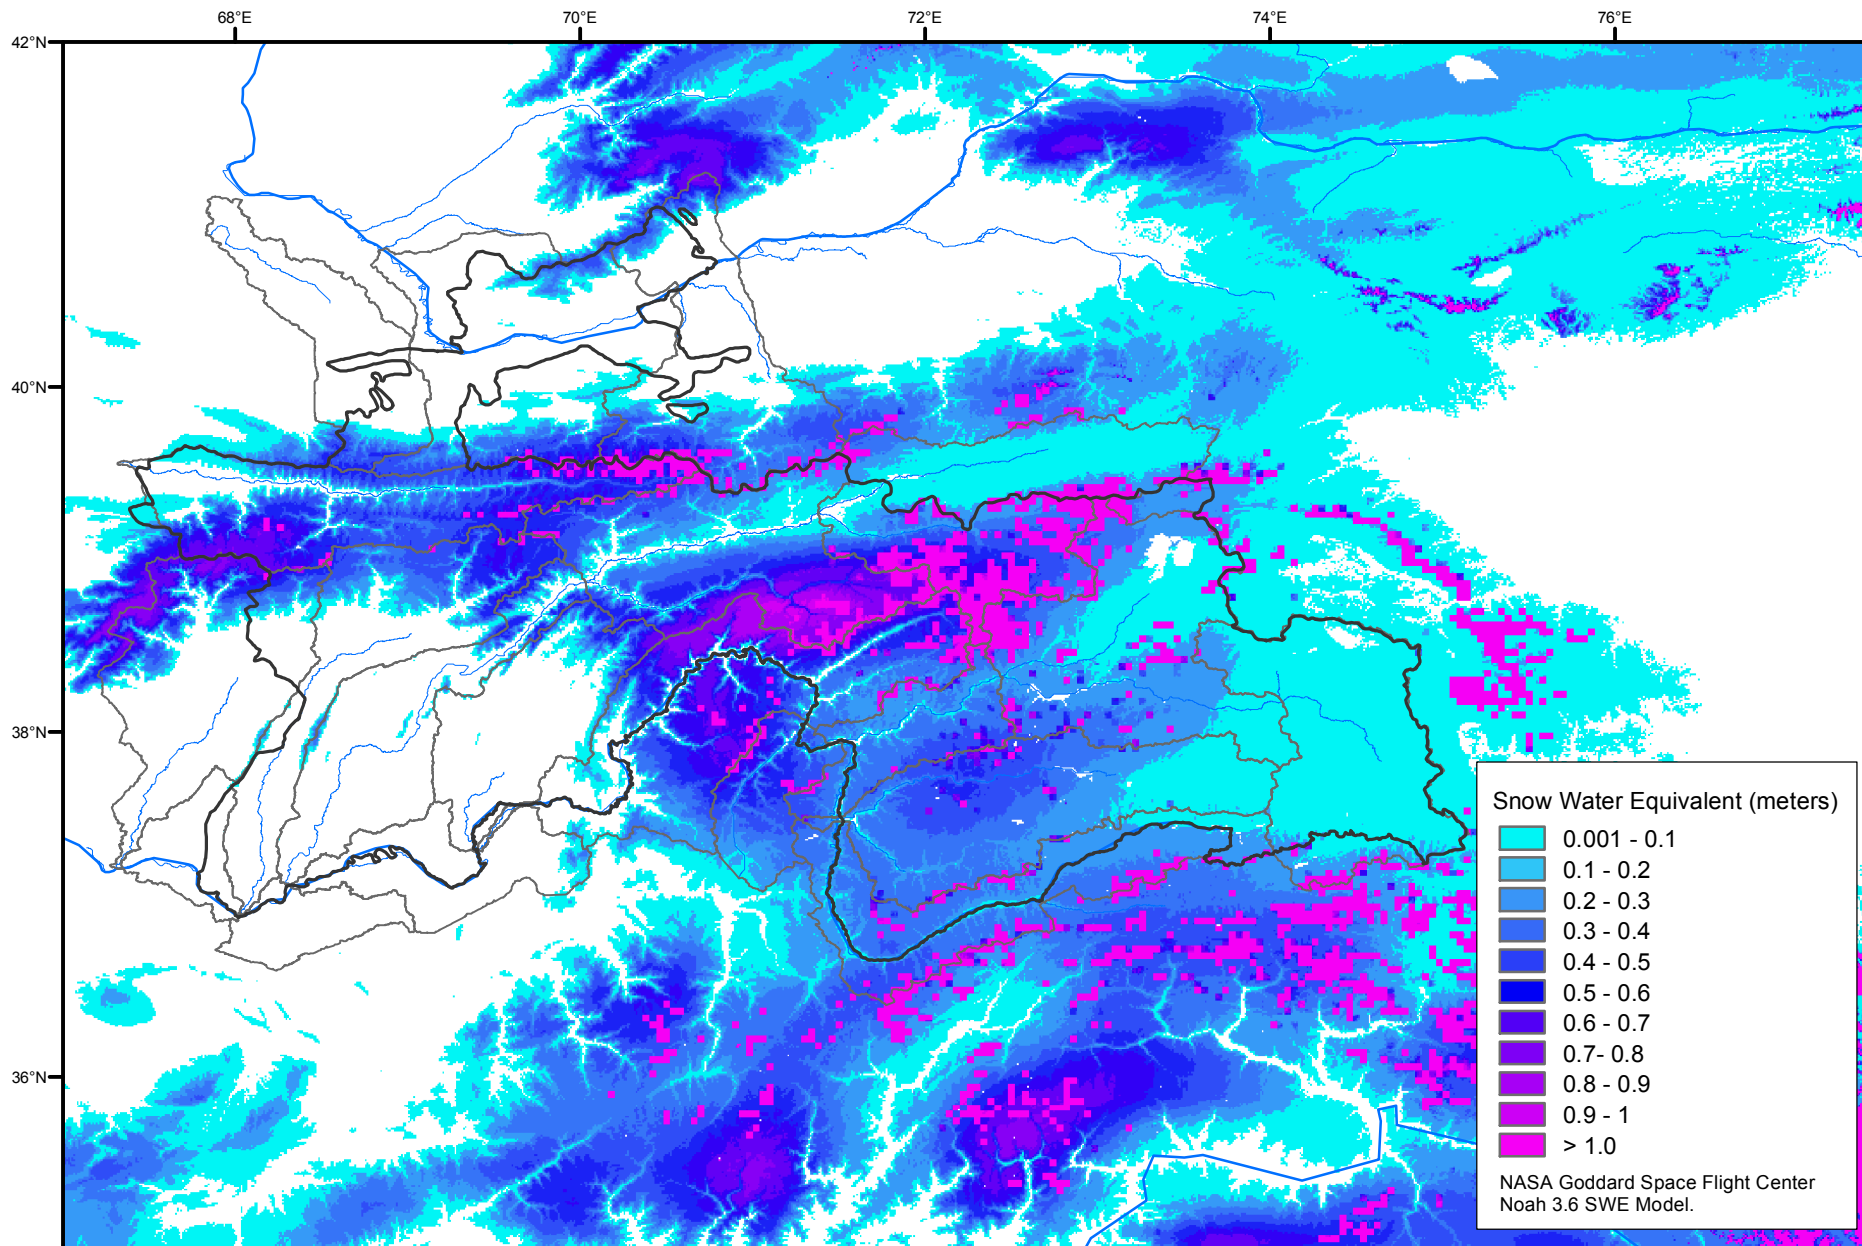 68°E
70°E
72°E
74°E
76°E
42°N
40°N
38°N
36°N
Snow Water Equivalent (meters)
0.001 - 0.1
0.1 - 0.2
0.2 - 0.3
0.3 - 0.4
0.4 - 0.5
0.5 - 0.6
0.6 - 0.7
0.7- 0.8
0.8 - 0.9
0.9 - 1
> 1.0
NASA Goddard Space Flight Center
Noah 3.6 SWE Model.